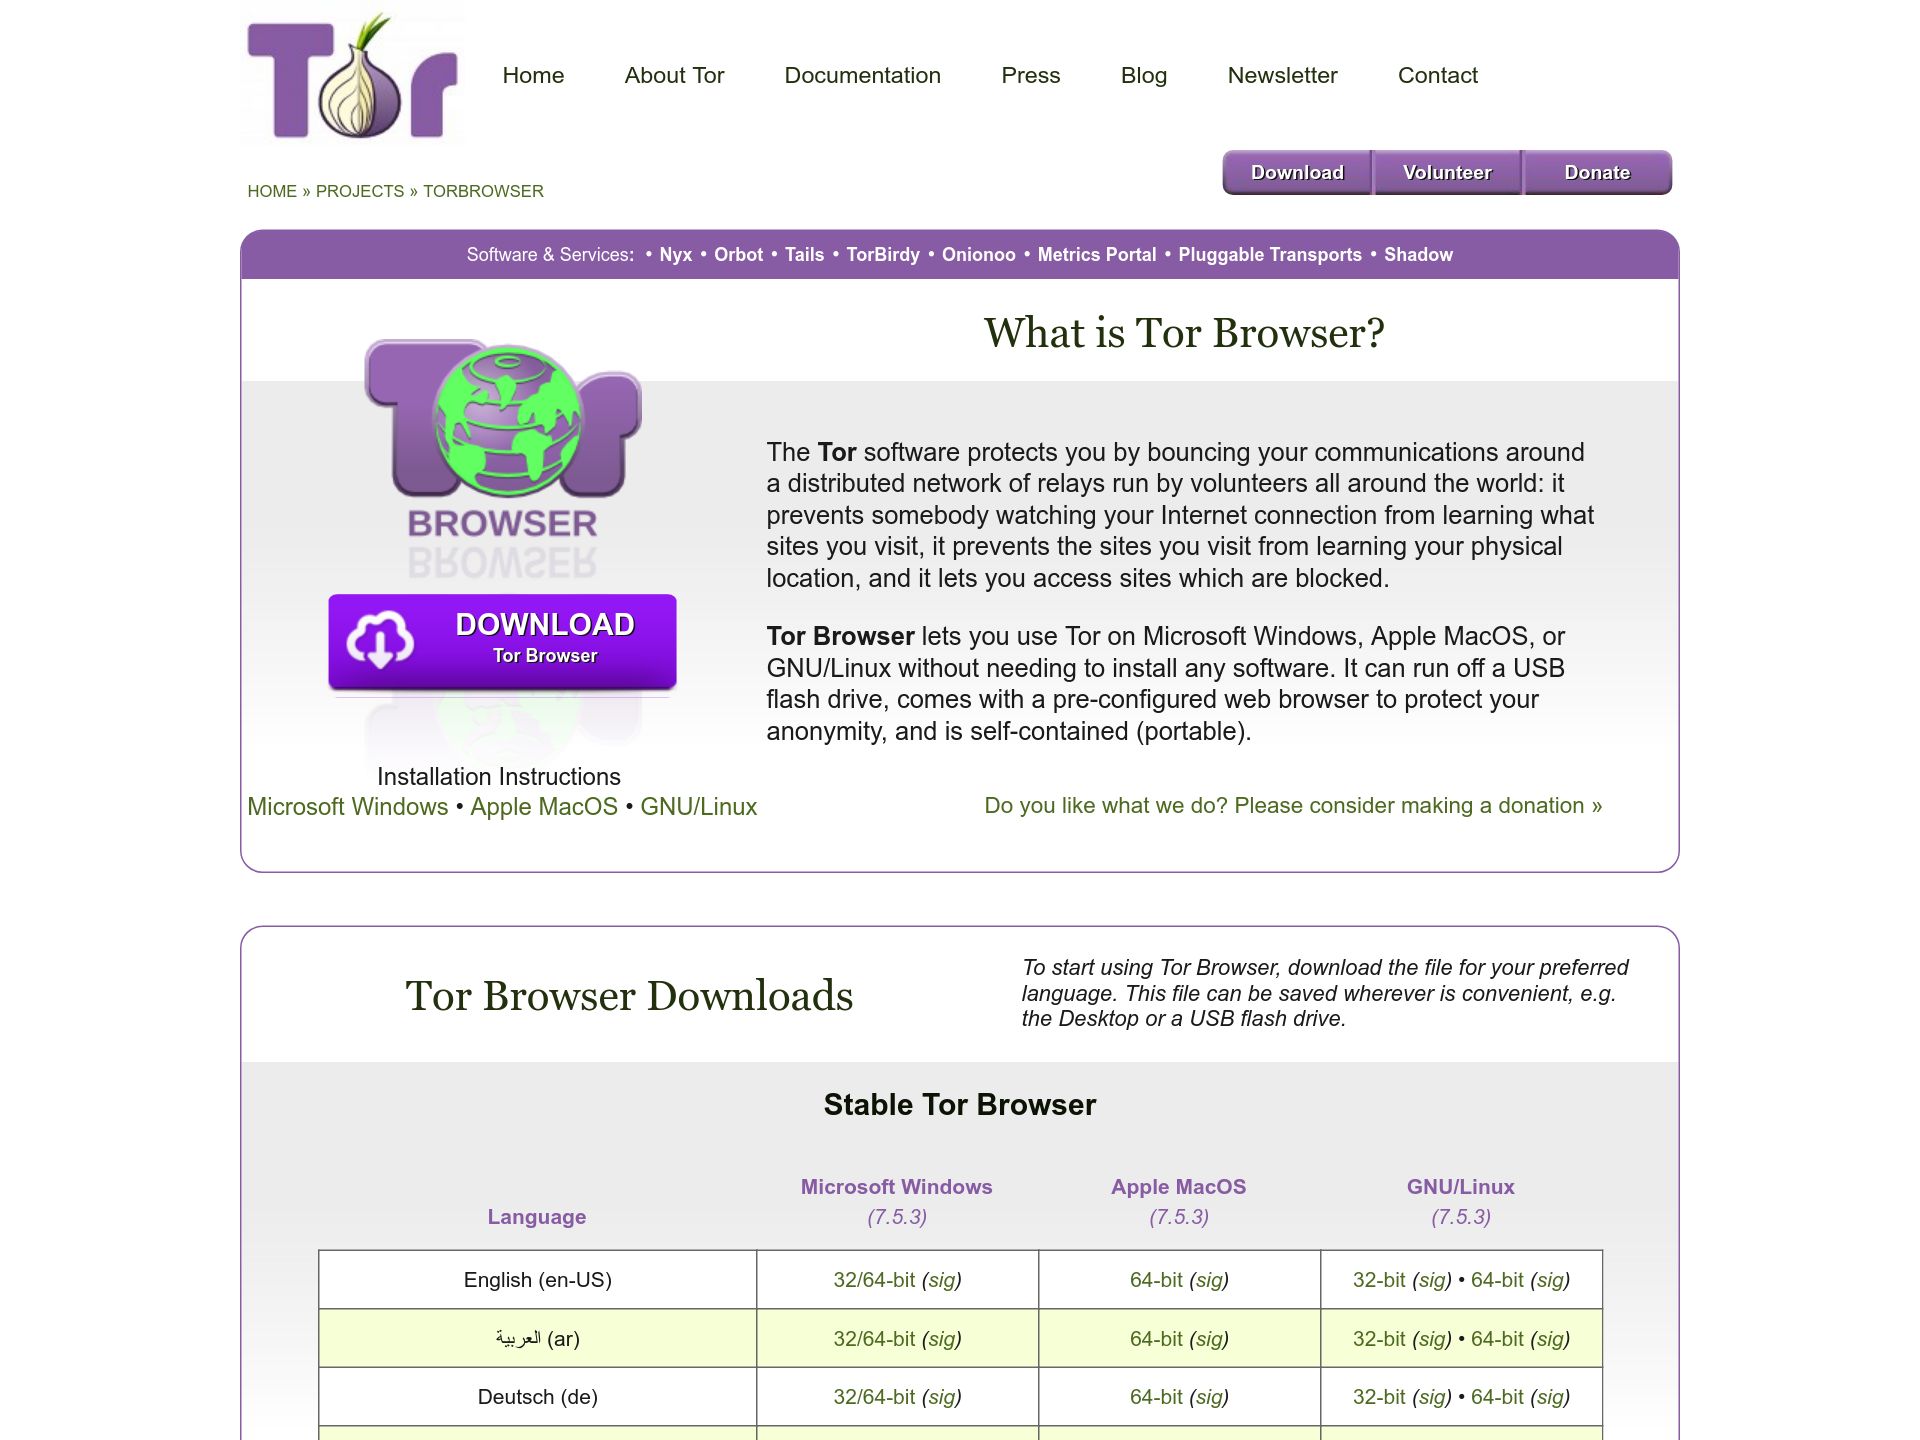 Tor
Home
About Tor
Documentation
Press
Blog
Newsletter
Contact
Download
Volunteer
Donate
HOME » PROJECTS » TORBROWSER
Software & Services: • Nyx • Orbot • Tails • TorBirdy • Onionoo • Metrics Portal • Pluggable Transports • Shadow
Tor
BROWSER
DOWNLOAD
Tor Browser
Installation Instructions
Microsoft Windows • Apple MacOS • GNU/Linux
What is Tor Browser?
The Tor software protects you by bouncing your communications around
a distributed network of relays run by volunteers all around the world: it
prevents somebody watching your Internet connection from learning what
sites you visit, it prevents the sites you visit from learning your physical
location, and it lets you access sites which are blocked.
Tor Browser lets you use Tor on Microsoft Windows, Apple MacOS, or
GNU/Linux without needing to install any software. It can run off a USB
flash drive, comes with a pre-configured web browser to protect your
anonymity, and is self-contained (portable).
Do you like what we do? Please consider making a donation »
Tor Browser Downloads
To start using Tor Browser, download the file for your preferred
language. This file can be saved wherever is convenient, e.g.
the Desktop or a USB flash drive.
Stable Tor Browser
Language
Microsoft Windows
(7.5.3)
Apple MacOS
(7.5.3)
GNU/Linux
(7.5.3)
English (en-US) 32/64-bit (sig) 64-bit (sig) 32-bit (sig) • 64-bit (sig)
العربية (ar) 32/64-bit (sig) 64-bit (sig) 32-bit (sig) • 64-bit (sig)
Deutsch (de) 32/64-bit (sig) 64-bit (sig) 32-bit (sig) • 64-bit (sig)